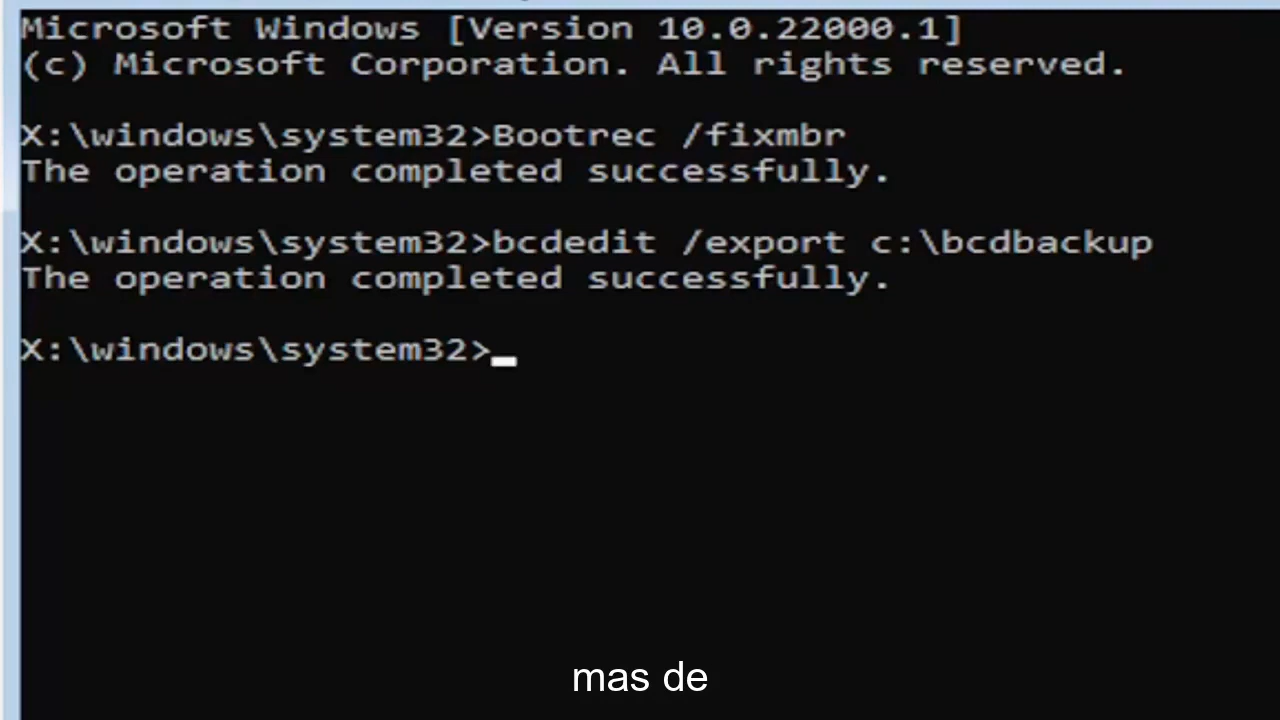 Microsoft Windows [Version 10.0.22000.1]
(c) Microsoft Corporation. All rights reserved.
X:\windows\system32>Bootrec /fixmbr
The operation completed successfully.
X:\windows\system32>bcdedit /export c:\bcdbackup
The operation completed successfully.
X:\windows\system32>
mas de